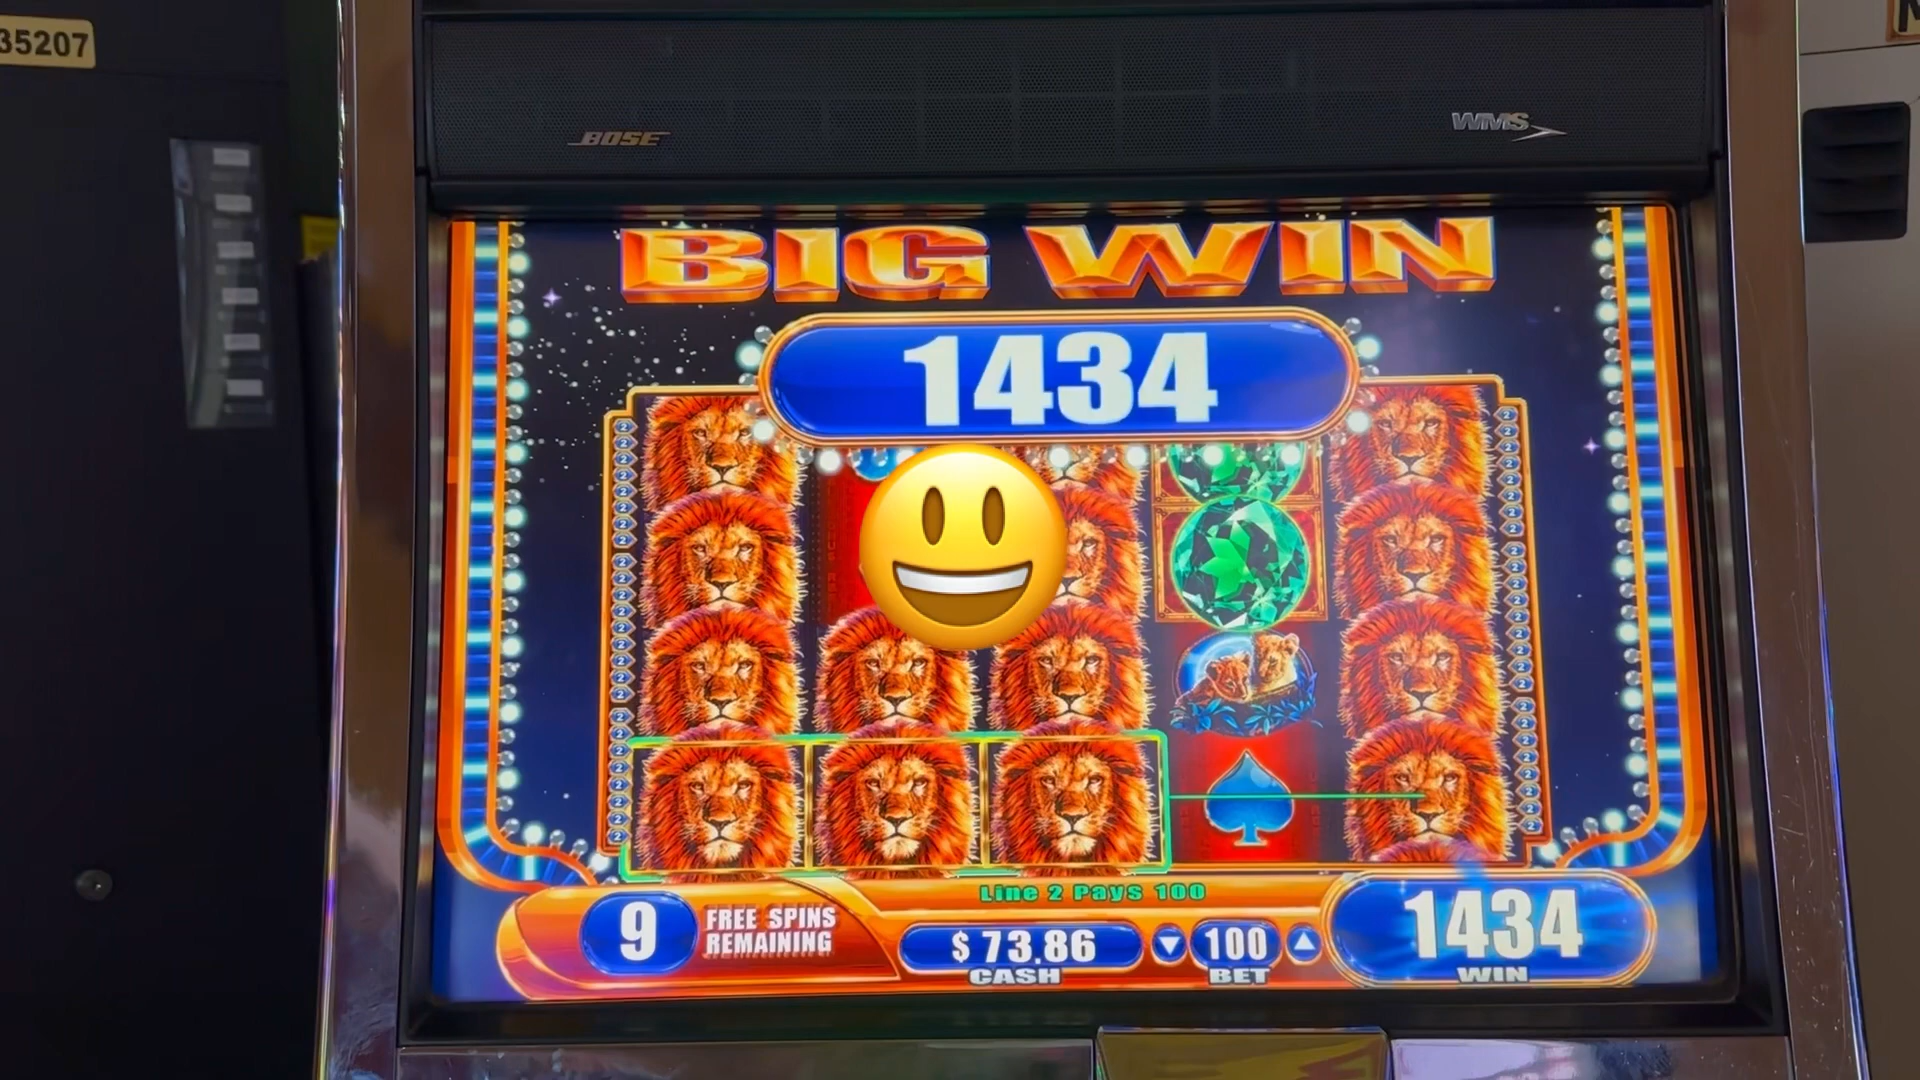 35207
BOSE
WMS
BIG WIN
1434
Line 2 Pays 100
9
FREE SPINS
REMAINING
$73.86
CASH
100
BET
1434
WIN